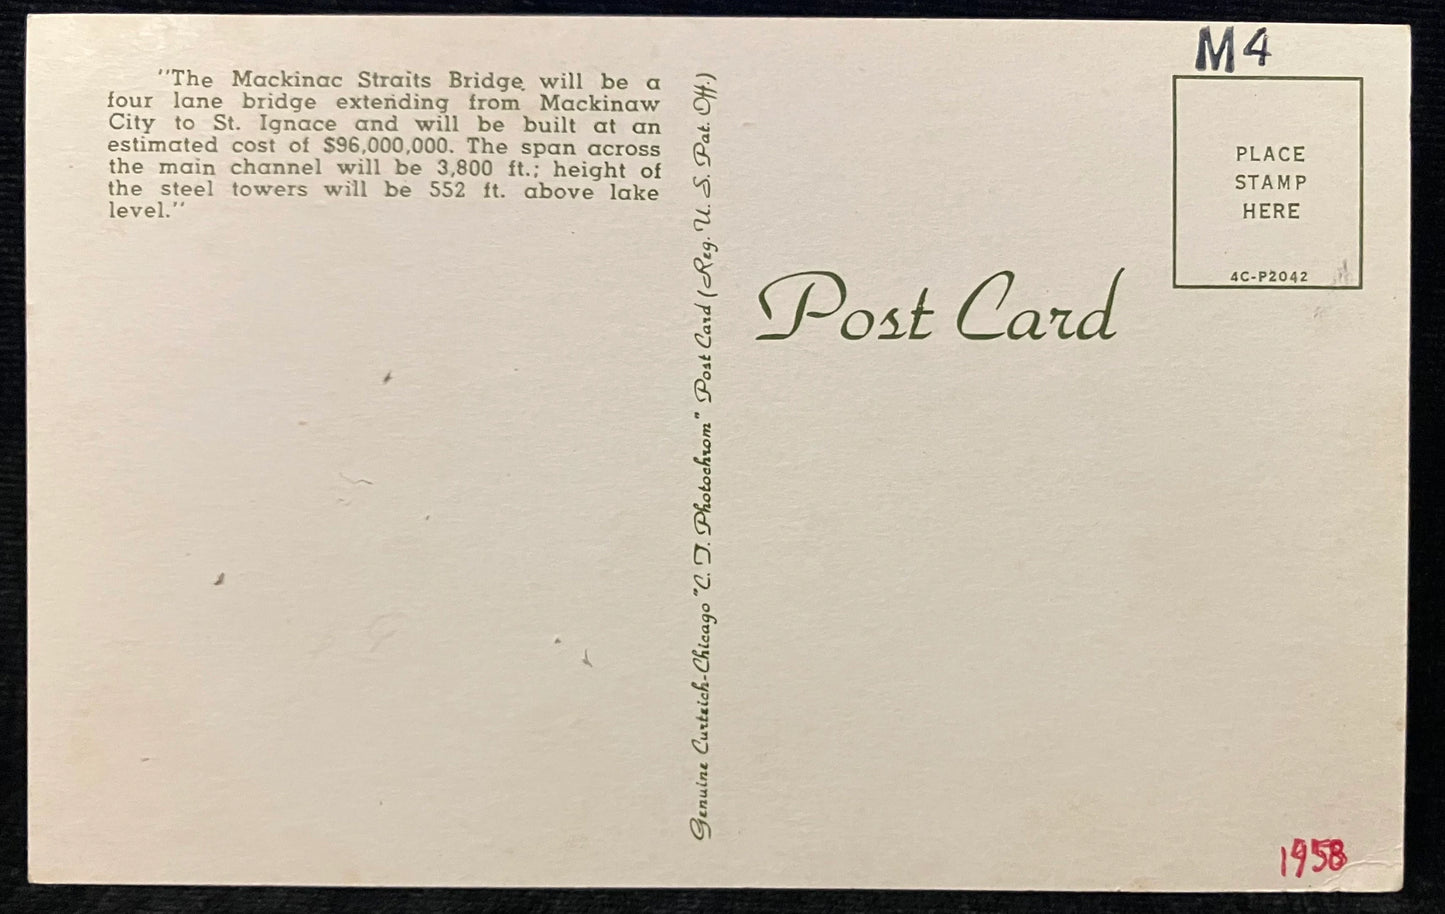 "The Mackinac Straits Bridge will be a
four lane bridge extending from Mackinaw
City to St. Ignace and will be built at an
estimated cost of $96,000,000. The span across
the main channel will be 3,800 ft.; height of
the steel towers will be 552 ft. above lake
level."
Genuine Curteich-Chicago "C. T. Photochrom" Post Card (Reg. U. S. Pat. Off.)
M4
PLACE
STAMP
HERE
4C-P2042
Post Card
1958